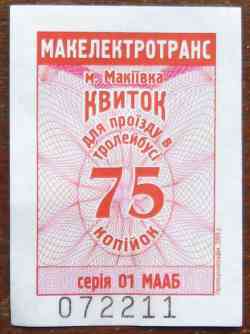 МАКЕЛЕКТРОТРАНС
м. Макіївка
КВИТОК
для проїзду в
тролейбусі
75
копійок
серія 01 МААБ
072211